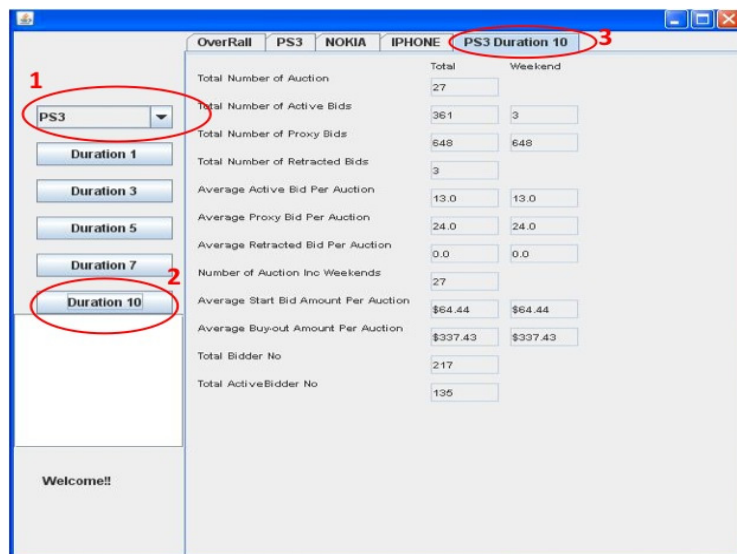 OverRall PS3 NOKIA IPHONE PS3 Duration 10 3
Total Weekend
1
PS3
Duration 1
Duration 3
Duration 5
Duration 7
2
Duration 10
Welcome!!
Total Number of Auction 27
Total Number of Active Bids 361 3
Total Number of Proxy Bids 648 648
Total Number of Retracted Bids 3
Average Active Bid Per Auction 13.0 13.0
Average Proxy Bid Per Auction 24.0 24.0
Average Retracted Bid Per Auction 0.0 0.0
Number of Auction Inc Weekends 27
Average Start Bid Amount Per Auction $64.44 $64.44
Average Buy-out Amount Per Auction $337.43 $337.43
Total Bidder No 217
Total ActiveBidder No 135